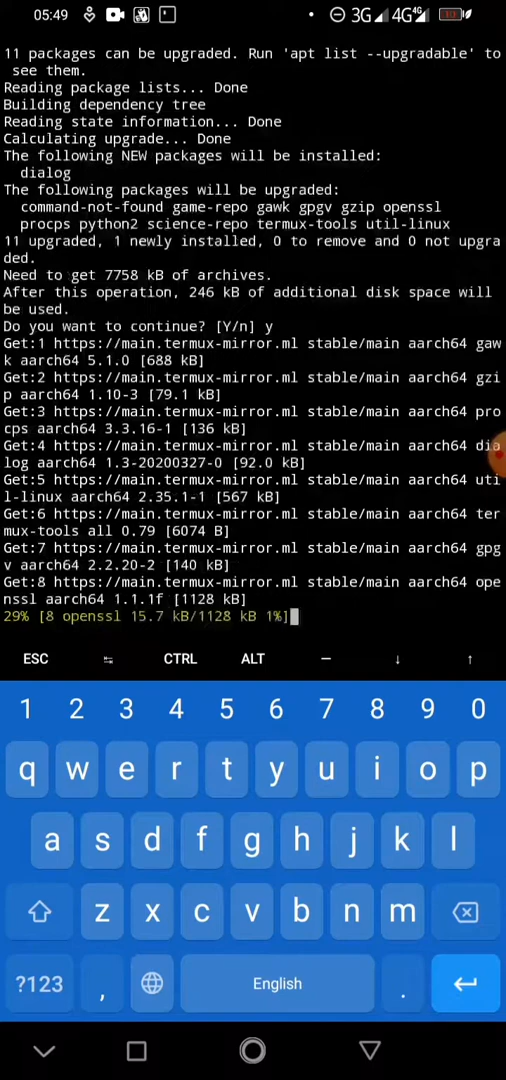 05:49
3G 4G 4G 10
11 packages can be upgraded. Run 'apt list --upgradable' to
see them.
Reading package lists... Done
Building dependency tree
Reading state information... Done
Calculating upgrade... Done
The following NEW packages will be installed:
dialog
The following packages will be upgraded:
command-not-found game-repo gawk gpgv gzip openssl
procps python2 science-repo termux-tools util-linux
11 upgraded, 1 newly installed, 0 to remove and 0 not upgra
ded.
Need to get 7758 kB of archives.
After this operation, 246 kB of additional disk space will
be used.
Do you want to continue? [Y/n] y
Get:1 https://main.termux-mirror.ml stable/main aarch64 gaw
k aarch64 5.1.0 [688 kB]
Get:2 https://main.termux-mirror.ml stable/main aarch64 gzi
p aarch64 1.10-3 [79.1 kB]
Get:3 https://main.termux-mirror.ml stable/main aarch64 pro
cps aarch64 3.3.16-1 [136 kB]
Get:4 https://main.termux-mirror.ml stable/main aarch64 dia
log aarch64 1.3-20200327-0 [92.0 kB]
Get:5 https://main.termux-mirror.ml stable/main aarch64 uti
l-linux aarch64 2.35.1-1 [567 kB]
Get:6 https://main.termux-mirror.ml stable/main aarch64 ter
mux-tools all 0.79 [6074 B]
Get:7 https://main.termux-mirror.ml stable/main aarch64 gpg
v aarch64 2.2.20-2 [140 kB]
Get:8 https://main.termux-mirror.ml stable/main aarch64 ope
nssl aarch64 1.1.1f [1128 kB]
29% [8 openssl 15.7 kB/1128 kB 1%]
ESC ↹ CTRL ALT — ↓ ↑
1 2 3 4 5 6 7 8 9 0
q w e r t y u i o p
a s d f g h j k l
z x c v b n m
?123 , English .